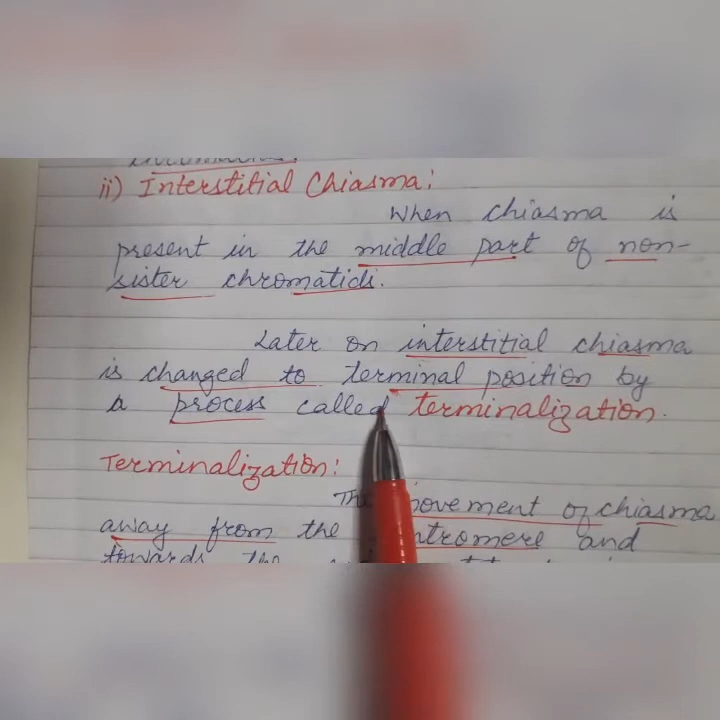 ii) Interstitial Chiasma:
When chiasma is
present in the middle part of non-
sister chromatids.
Later on interstitial chiasma
is changed to terminal position by
a process called terminalization.
Terminalization:
The movement of chiasma
away from the centromere and
towards the